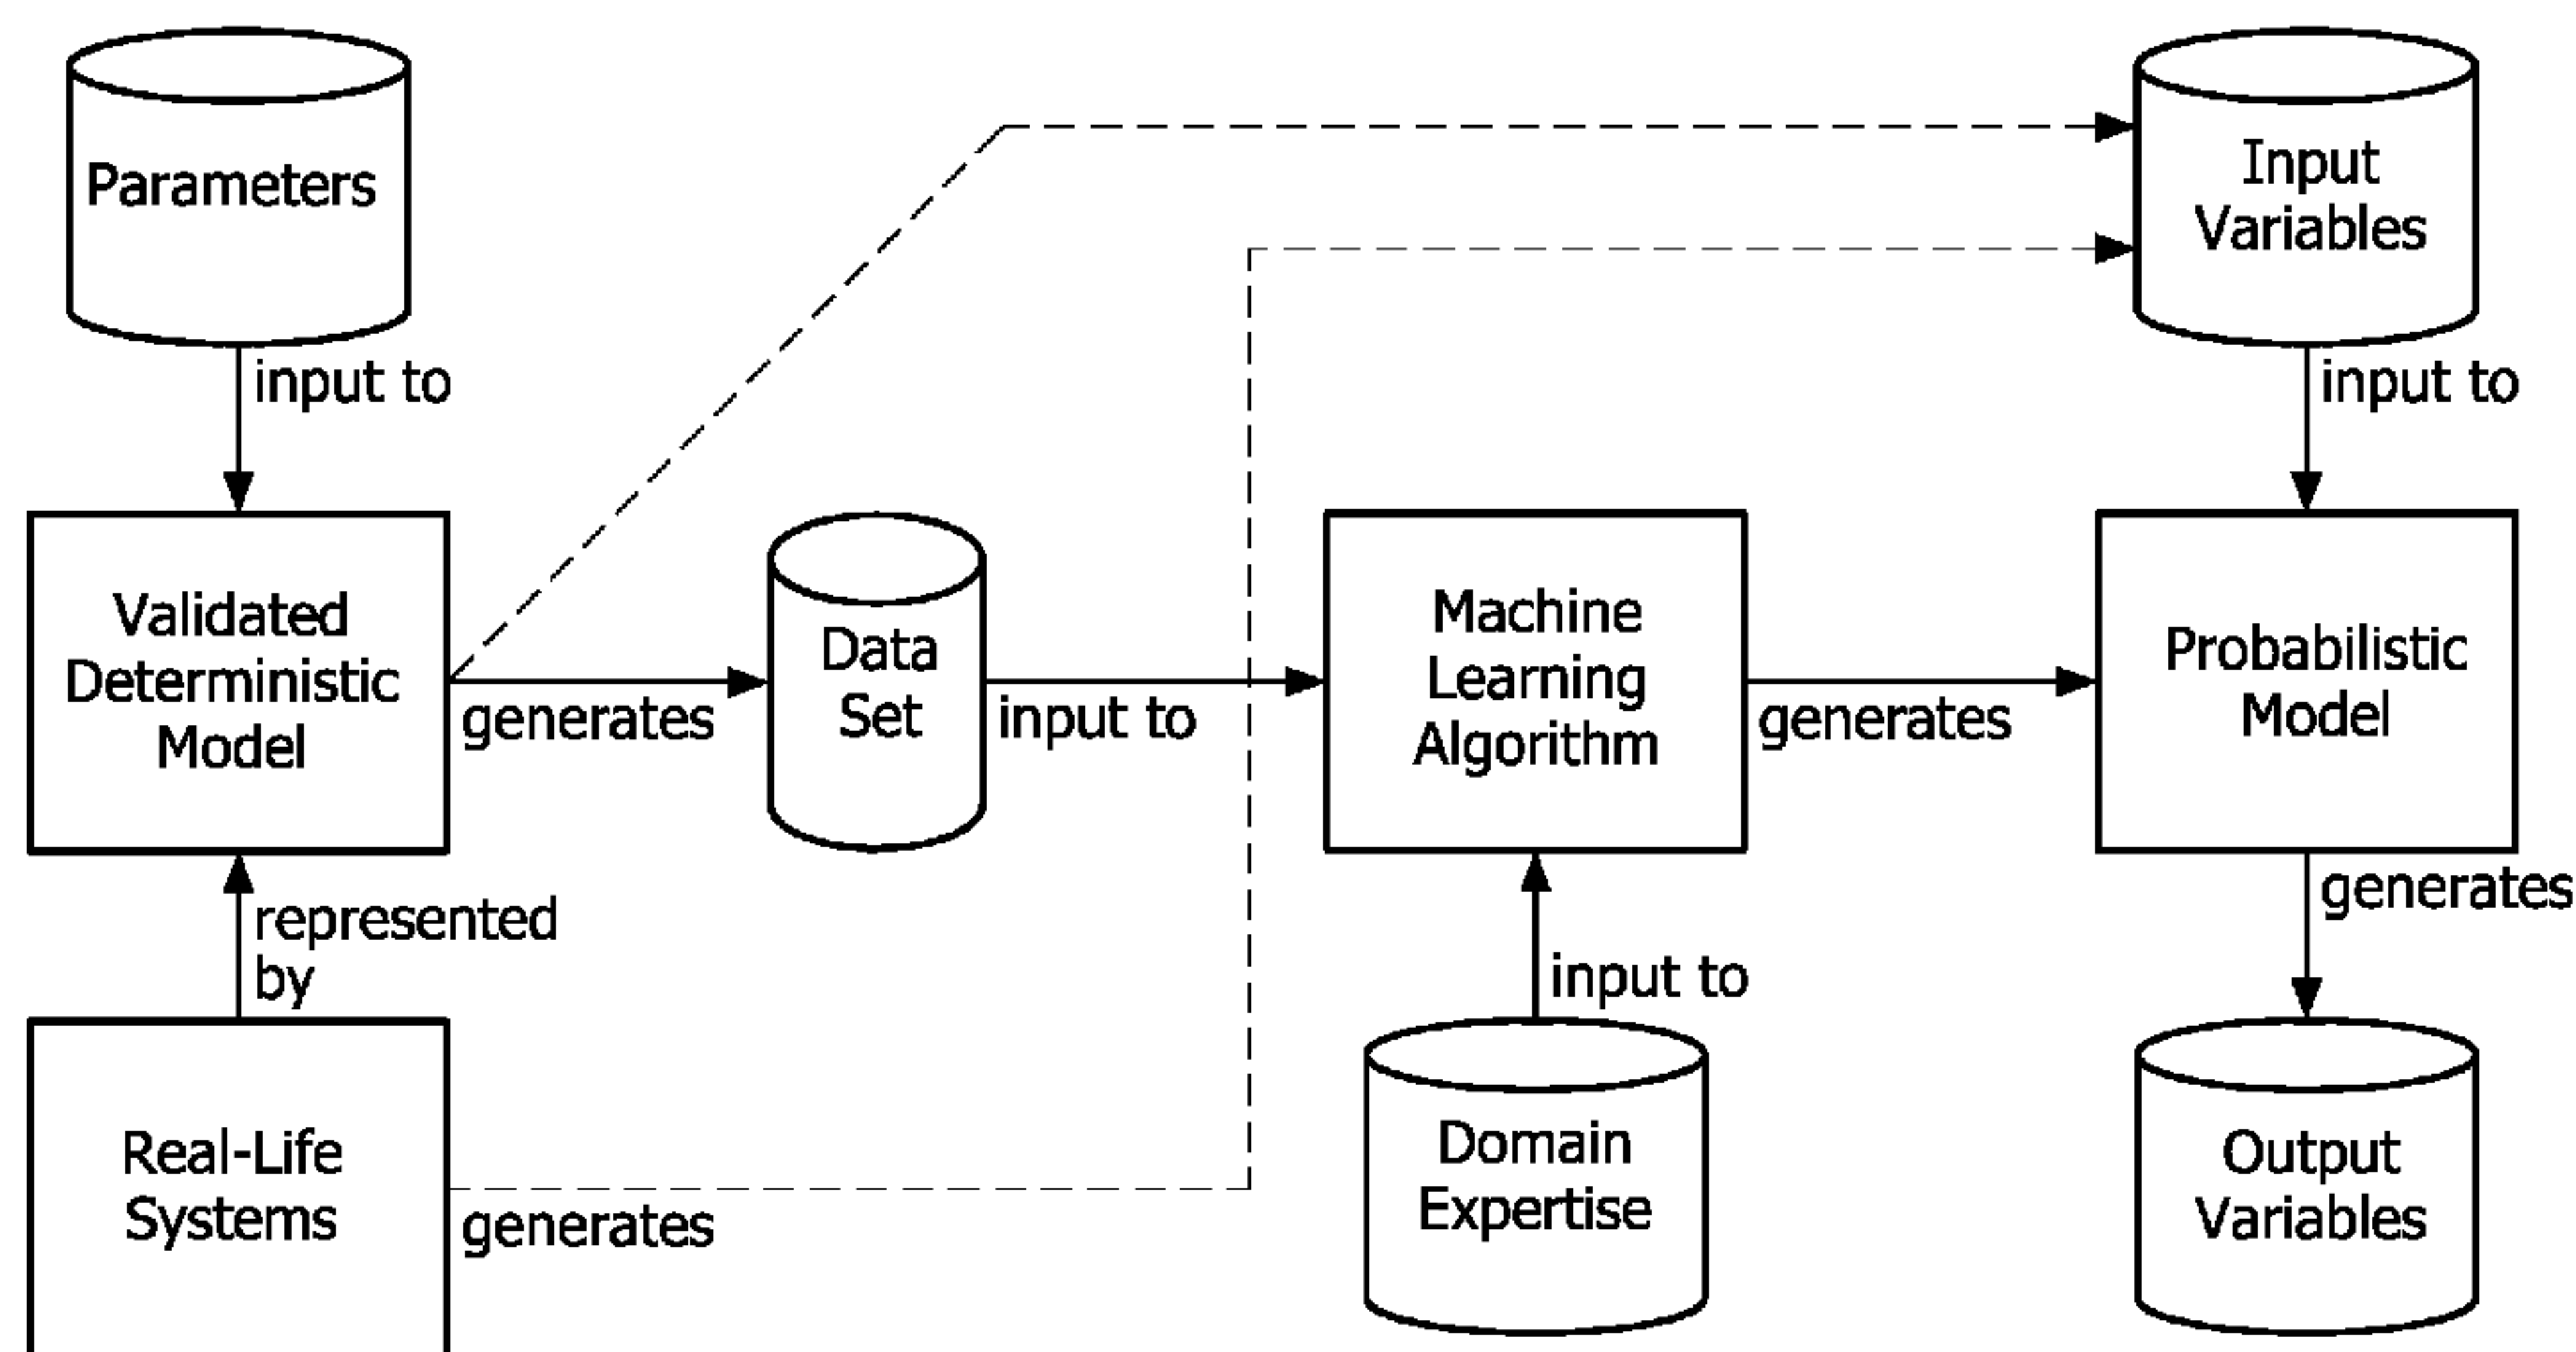 Parameters
Input
Variables
input to
input to
Validated
Deterministic
Model
generates
Data
Set
input to
Machine
Learning
Algorithm
generates
Probabilistic
Model
represented
by
input to
generates
Real-Life
Systems
generates
Domain
Expertise
Output
Variables